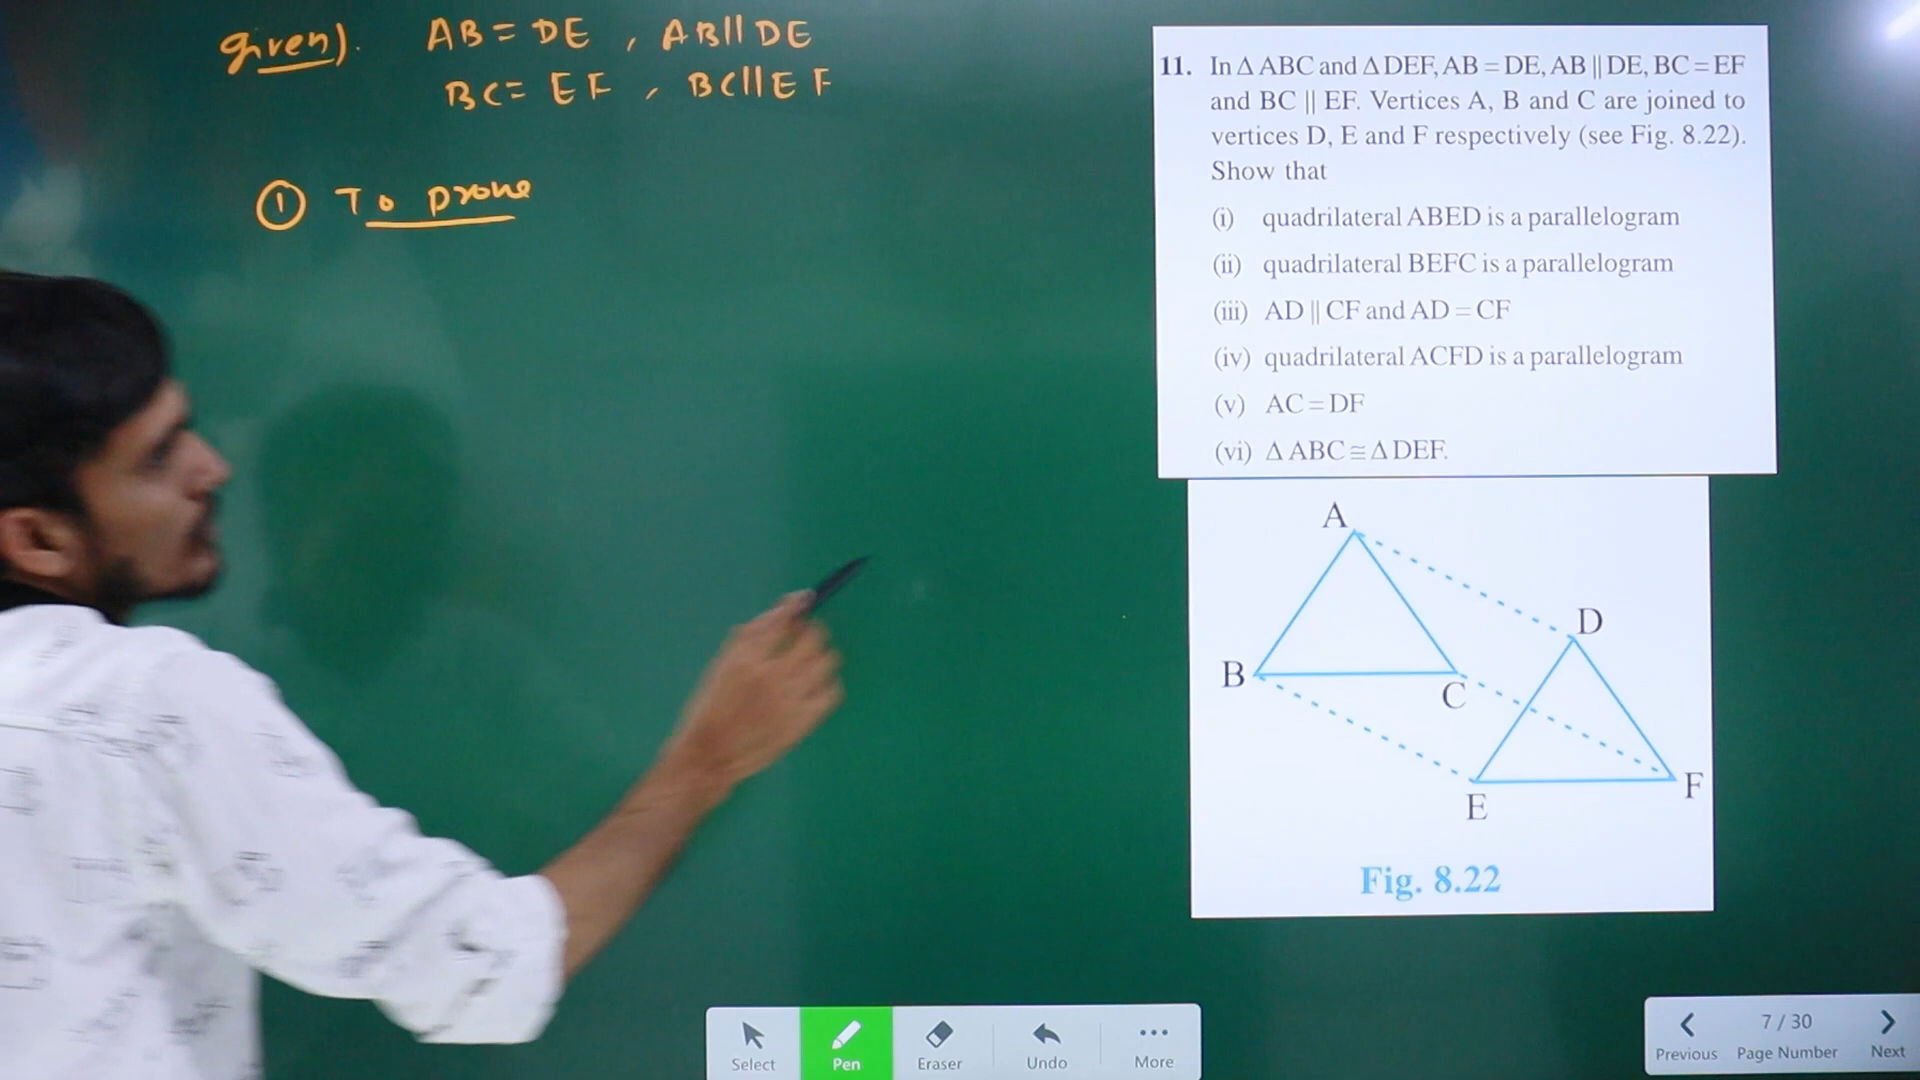 given). AB = DE , AB||DE
BC = EF , BC||EF
① To prove
11. In Δ ABC and Δ DEF, AB = DE, AB || DE, BC = EF
and BC || EF. Vertices A, B and C are joined to
vertices D, E and F respectively (see Fig. 8.22).
Show that
(i) quadrilateral ABED is a parallelogram
(ii) quadrilateral BEFC is a parallelogram
(iii) AD || CF and AD = CF
(iv) quadrilateral ACFD is a parallelogram
(v) AC = DF
(vi) Δ ABC ≅ Δ DEF.
A
D
B
C
E
F
Fig. 8.22
Select Pen Eraser Undo More
7 / 30
Previous Page Number Next